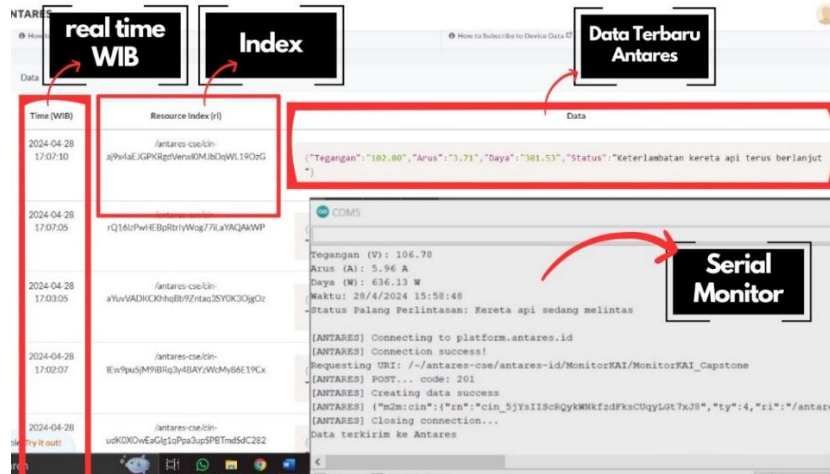 NTARES
real time
WIB
Index
How to Subscribe to Device Data
Data Terbaru
Antares
Data
Time (WIB)
Resource Index (ri)
Data
2024-04-28
17:07:10
/antares-cse/cin-
{"Tegangan":"102.80","Arus":"3.71","Daya":"381.53","Status":"Keterlambatan kereta api terus berlanjut
"}
2024-04-28
17:07:05
/antares-cse/cin-
2024-04-28
17:03:05
/antares-cse/cin-
2024-04-28
17:02:07
/antares-cse/cin-
2024-04-28
/antares-cse/cin-
Try it out!
COM5
Tegangan (V): 106.78
Arus (A): 5.96 A
Daya (W): 636.13 W
Waktu: 28/4/2024 15:58:48
Status Palang Perlintasan: Kereta api sedang melintas
[ANTARES] Connecting to platform.antares.id
[ANTARES] Connection success!
Requesting URI: /~/antares-cse/antares-id/MonitorKAI/MonitorKAI_Capstone
[ANTARES] POST... code: 201
[ANTARES] Creating data success
[ANTARES] {"m2m:cin":{"rn":
"ty":4,"ri":"/antare
[ANTARES] Closing connection...
Data terkirim ke Antares
Serial
Monitor